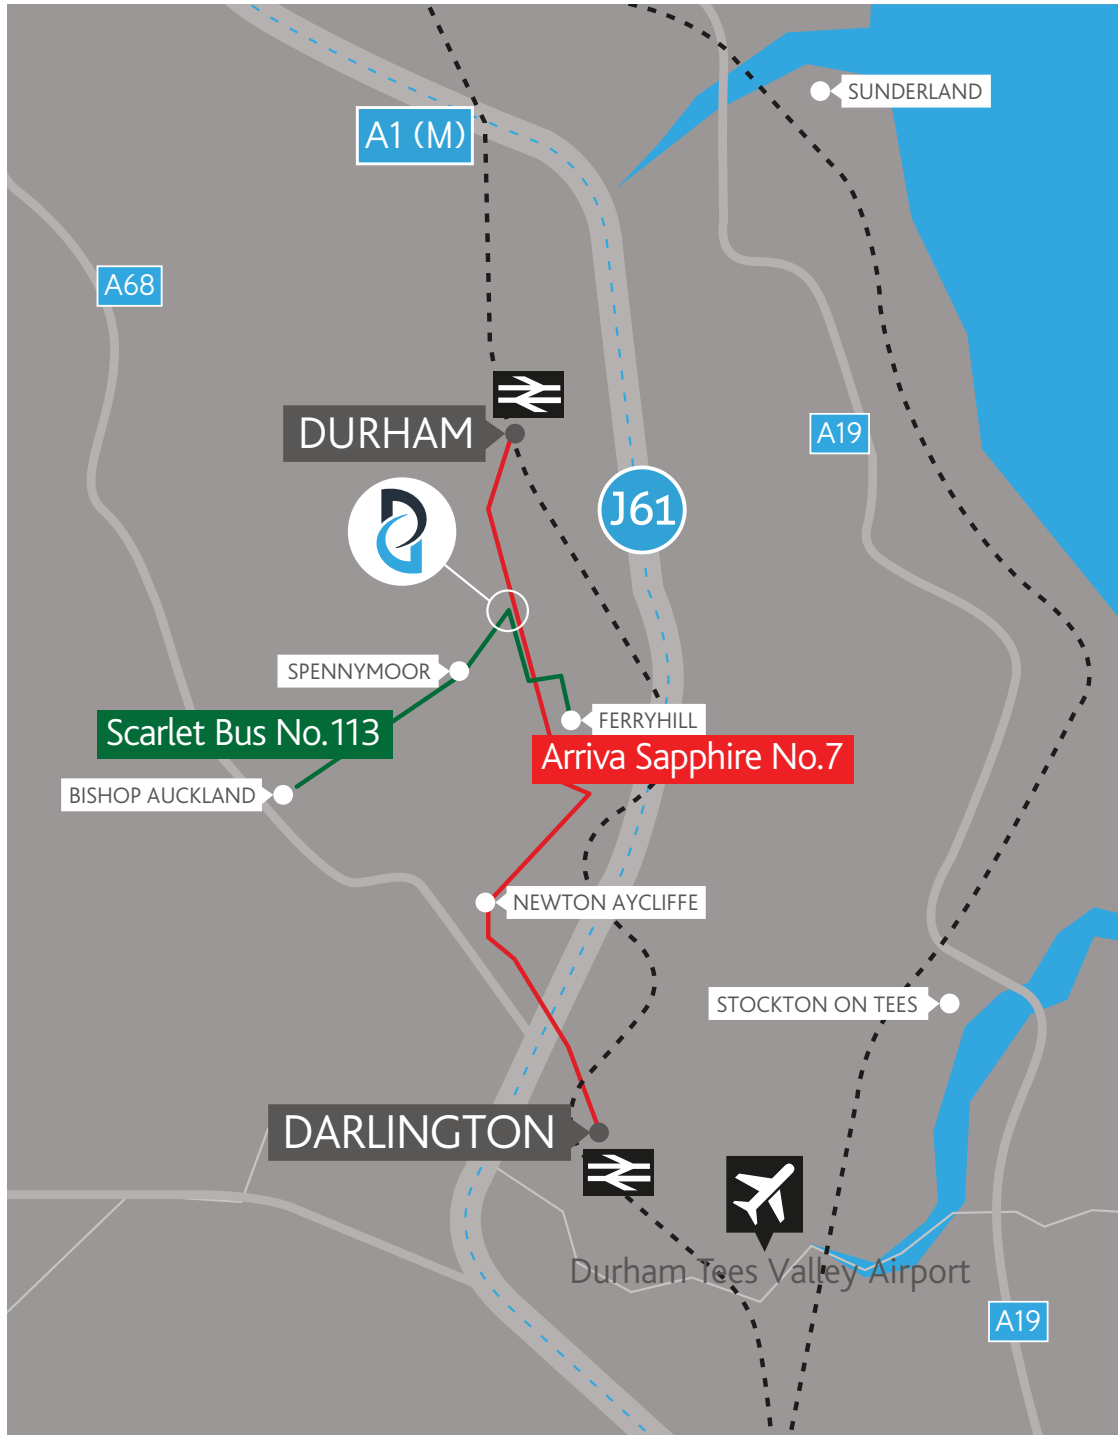 SUNDERLAND
A1 (M)
A68
A19
DURHAM
J61
SPENNYMOOR
FERRYHILL
Scarlet Bus No.113
Arriva Sapphire No.7
BISHOP AUCKLAND
NEWTON AYCLIFFE
STOCKTON ON TEES
DARLINGTON
Durham Tees Valley Airport
A19